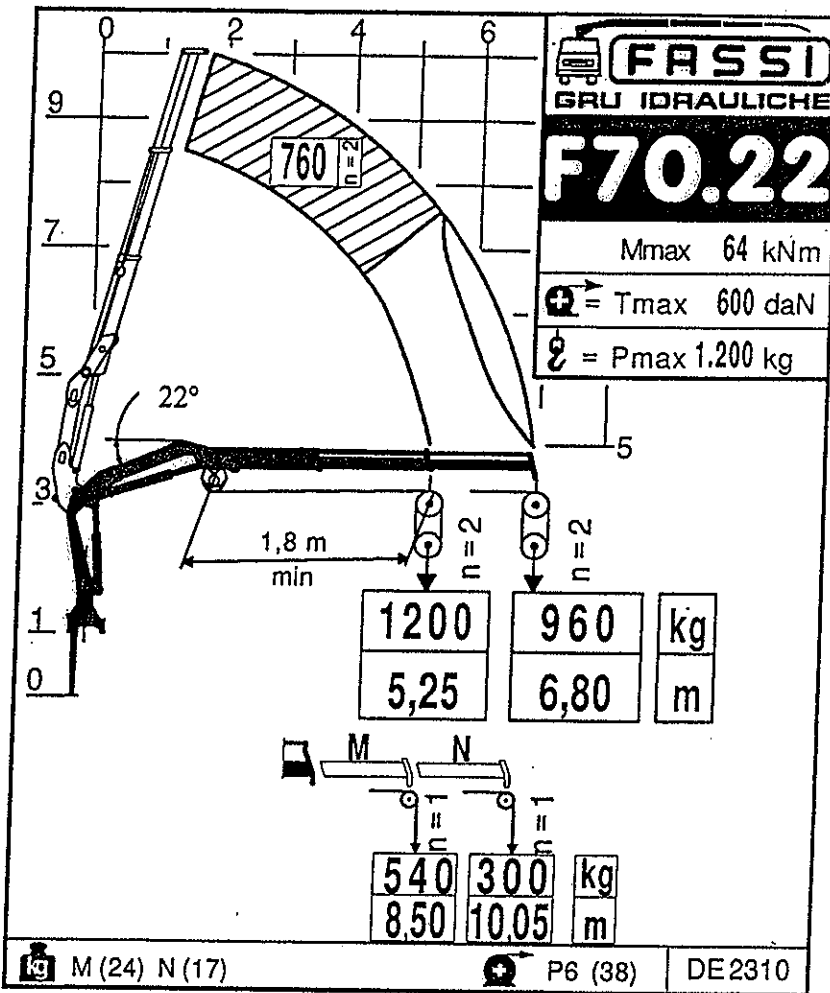 0 2 4 6
FASSI
GRU IDRAULICHE
9
760 n=2
F70.22
7
Mmax 64 kNm
= Tmax 600 daN
= Pmax 1.200 kg
5
22°
5
3
1,8 m
min
n=2
n=2
1
1200 960 kg
5,25 6,80 m
0
M N
n=1
n=1
540 300 kg
8,50 10,05 m
kg M (24) N (17)
P6 (38)
DE2310